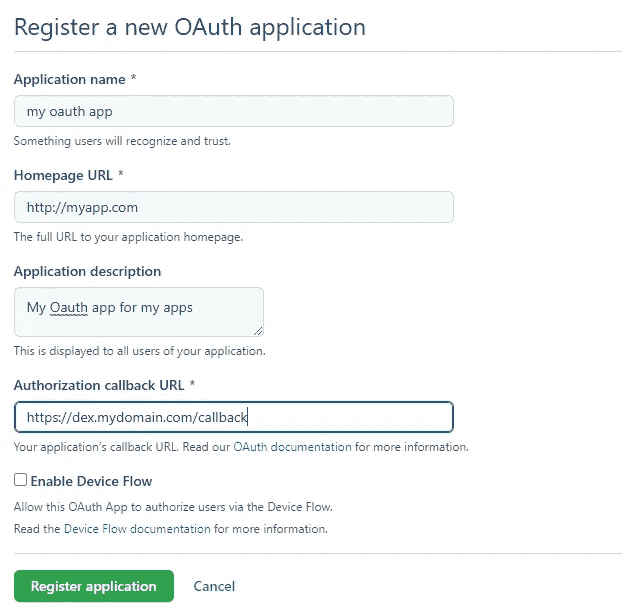 Register a new OAuth application
Application name *
my oauth app
Something users will recognize and trust.
Homepage URL *
http://myapp.com
The full URL to your application homepage.
Application description
My Oauth app for my apps
This is displayed to all users of your application.
Authorization callback URL *
https://dex.mydomain.com/callback
Your application's callback URL. Read our OAuth documentation for more information.
Enable Device Flow
Allow this OAuth App to authorize users via the Device Flow.
Read the Device Flow documentation for more information.
Register application Cancel